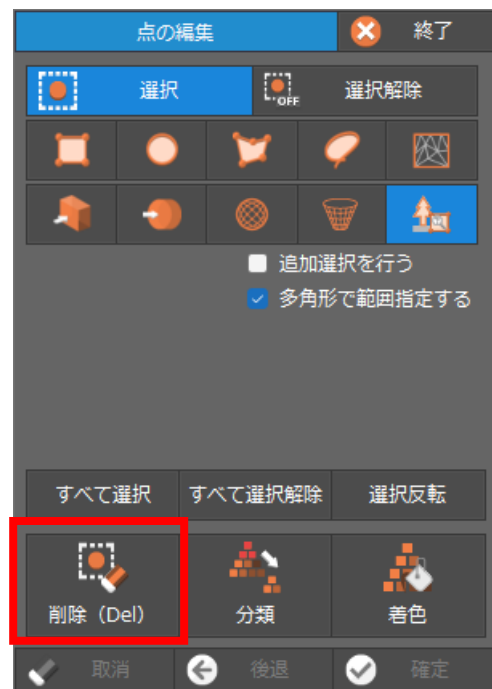 点の編集 終了
選択 OFF 選択解除
追加選択を行う
多角形で範囲指定する
すべて選択 すべて選択解除 選択反転
削除（Del） 分類 着色
取消 後退 確定